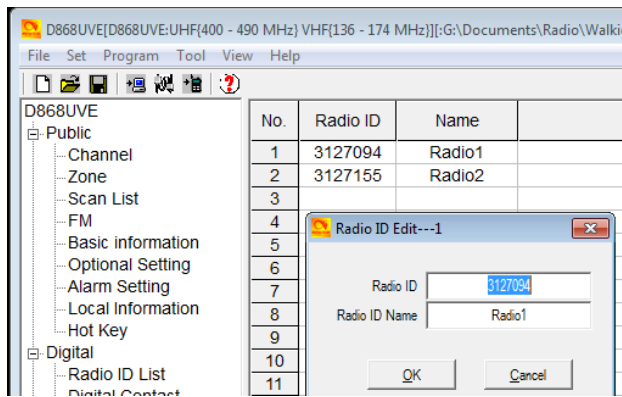 D868UVE[D868UVE:UHF{400 - 490 MHz} VHF{136 - 174 MHz}][:G:\Documents\Radio\Walki
File Set Program Tool View Help
D868UVE
Public
Channel
Zone
Scan List
FM
Basic information
Optional Setting
Alarm Setting
Local Information
Hot Key
Digital
Radio ID List
Digital Contact
No. Radio ID Name
1 3127094 Radio1
2 3127155 Radio2
3
4
5
6
7
8
9
10
11
Radio ID Edit---1
Radio ID 3127094
Radio ID Name Radio1
OK Cancel